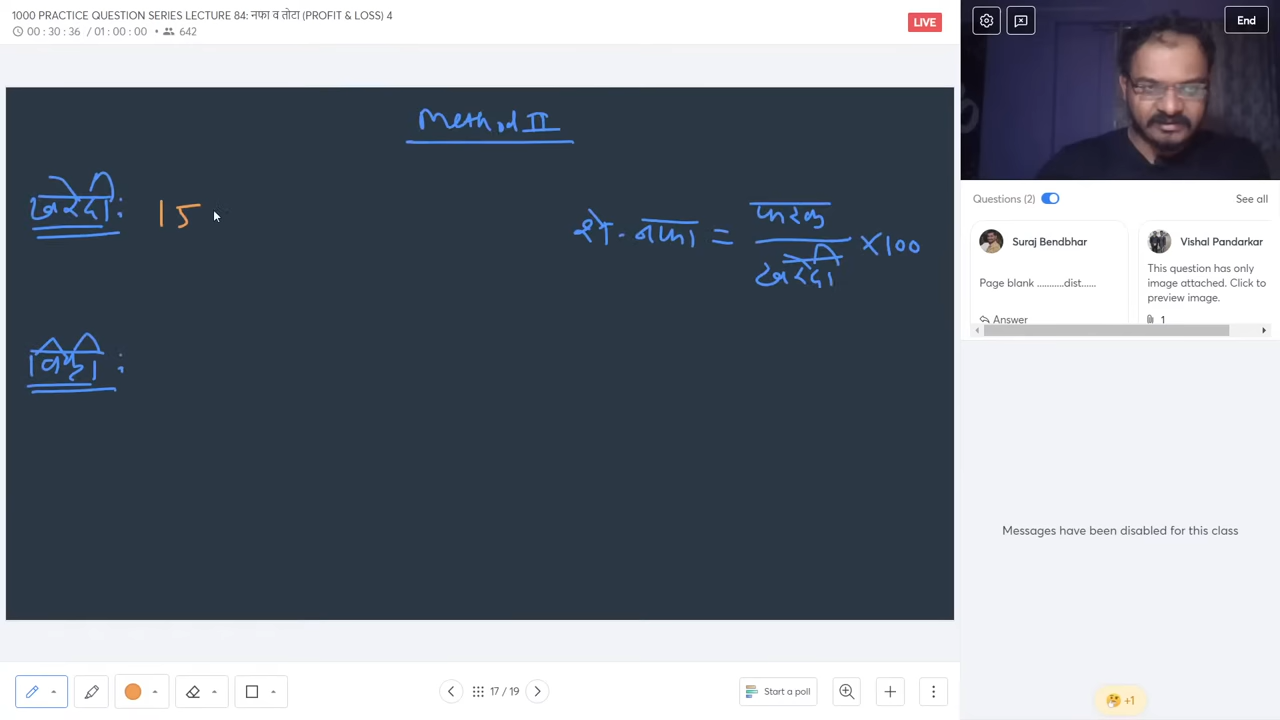 1000 PRACTICE QUESTION SERIES LECTURE 84: नफा व तोटा (PROFIT & LOSS) 4
00 : 30 : 36 / 01 : 00 : 00 • 642
LIVE
End
Method II
खरेदी : 15
शे. नफा = फरक / खरेदी × 100
विक्री :
Questions (2)
See all
Suraj Bendbhar
Page blank ...........dist......
Answer
Vishal Pandarkar
This question has only
image attached. Click to
preview image.
1
Messages have been disabled for this class
17 / 19
Start a poll
+1